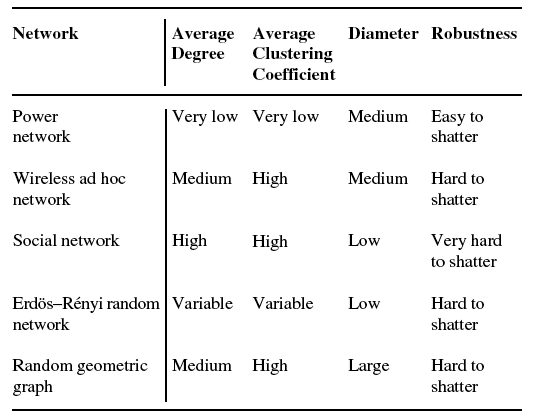 Network Average Average Diameter Robustness
Degree Clustering
Coefficient
Power Very low Very low Medium Easy to
network shatter
Wireless ad hoc Medium High Medium Hard to
network shatter
Social network High High Low Very hard
to shatter
Erdös–Rényi random Variable Variable Low Hard to
network shatter
Random geometric Medium High Large Hard to
graph shatter